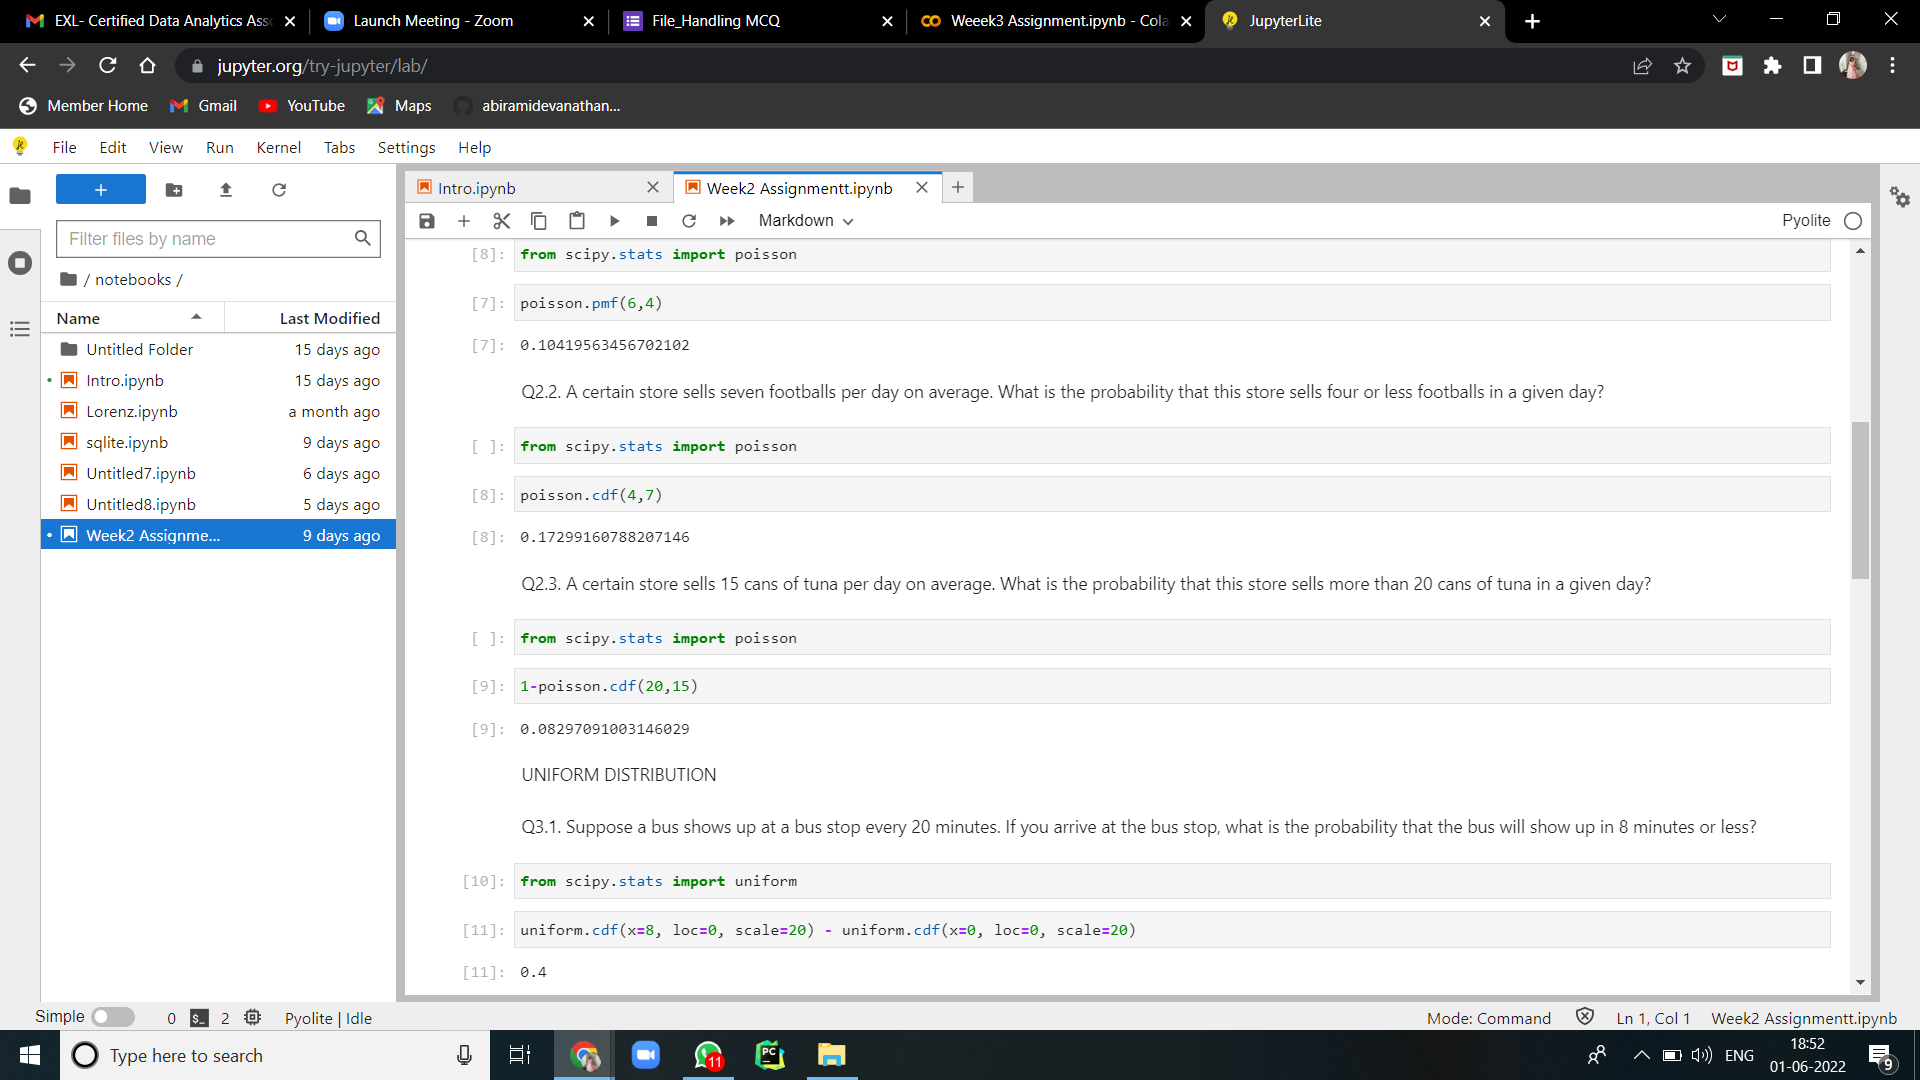 EXL- Certified Data Analytics Ass
Launch Meeting - Zoom
File_Handling MCQ
Weeek3 Assignment.ipynb - Cola
JupyterLite
jupyter.org/try-jupyter/lab/
Member Home
Gmail
YouTube
Maps
abiramidevanathan...
File Edit View Run Kernel Tabs Settings Help
Filter files by name
/ notebooks /
Name Last Modified
Untitled Folder 15 days ago
Intro.ipynb 15 days ago
Lorenz.ipynb a month ago
sqlite.ipynb 9 days ago
Untitled7.ipynb 6 days ago
Untitled8.ipynb 5 days ago
Week2 Assignme... 9 days ago
Intro.ipynb
Week2 Assignmentt.ipynb
Markdown
Pyolite
[8]: from scipy.stats import poisson
[7]: poisson.pmf(6,4)
[7]: 0.10419563456702102
Q2.2. A certain store sells seven footballs per day on average. What is the probability that this store sells four or less footballs in a given day?
[ ]: from scipy.stats import poisson
[8]: poisson.cdf(4,7)
[8]: 0.17299160788207146
Q2.3. A certain store sells 15 cans of tuna per day on average. What is the probability that this store sells more than 20 cans of tuna in a given day?
[ ]: from scipy.stats import poisson
[9]: 1-poisson.cdf(20,15)
[9]: 0.08297091003146029
UNIFORM DISTRIBUTION
Q3.1. Suppose a bus shows up at a bus stop every 20 minutes. If you arrive at the bus stop, what is the probability that the bus will show up in 8 minutes or less?
[10]: from scipy.stats import uniform
[11]: uniform.cdf(x=8, loc=0, scale=20) - uniform.cdf(x=0, loc=0, scale=20)
[11]: 0.4
Simple 0 $_ 2 Pyolite | Idle
Mode: Command Ln 1, Col 1 Week2 Assignmentt.ipynb
Type here to search
11
PC
ENG
18:52
01-06-2022
9